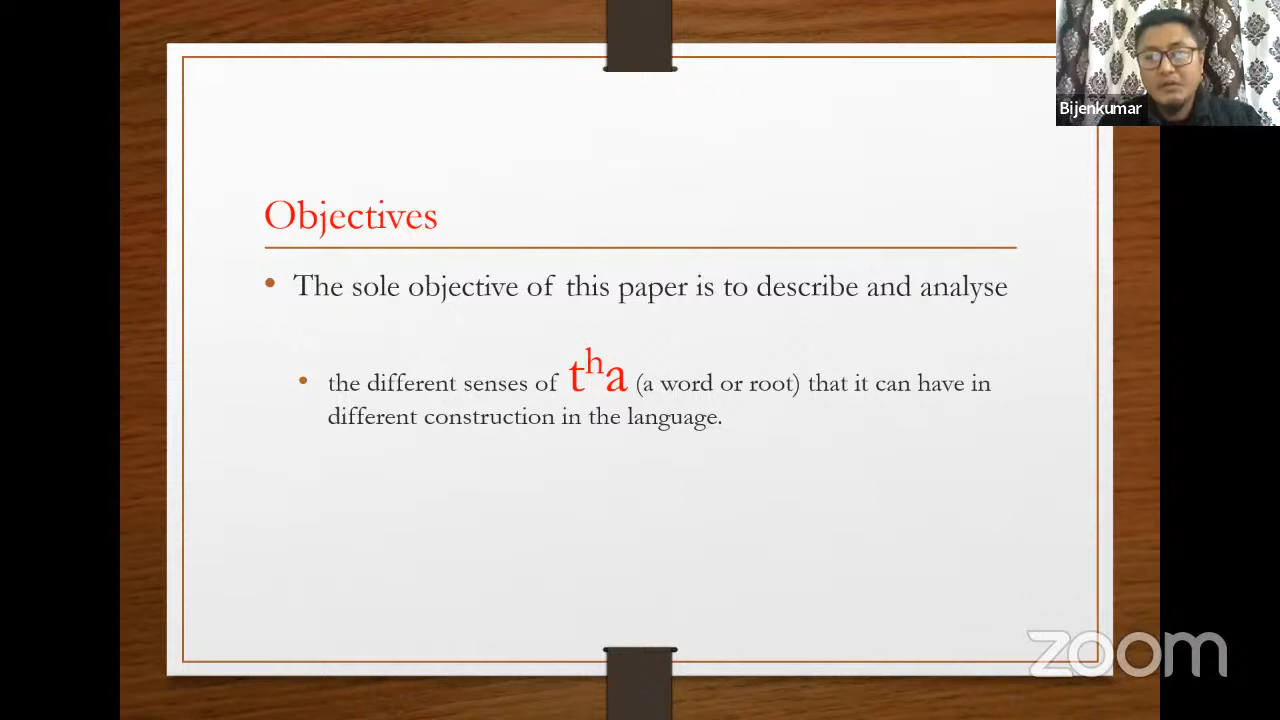 Bijenkumar
Objectives
• The sole objective of this paper is to describe and analyse
• the different senses of tʰa (a word or root) that it can have in
different construction in the language.
zoom